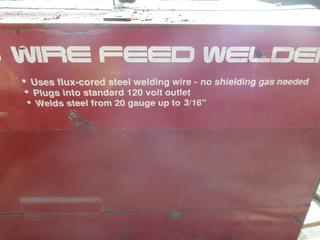 WIRE FEED WELDER
• Uses flux-cored steel welding wire - no shielding gas needed
• Plugs into standard 120 volt outlet
• Welds steel from 20 gauge up to 3/16"